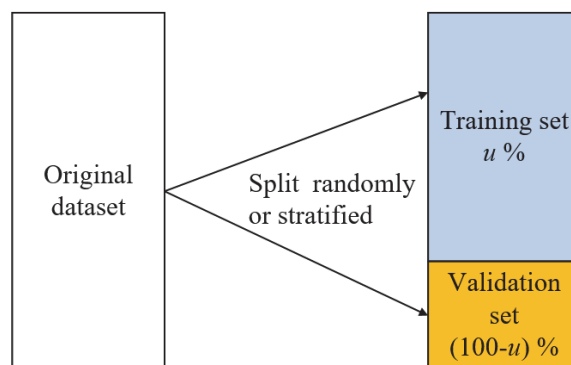 Original
dataset
Split randomly
or stratified
Training set
u %
Validation
set
(100-u) %